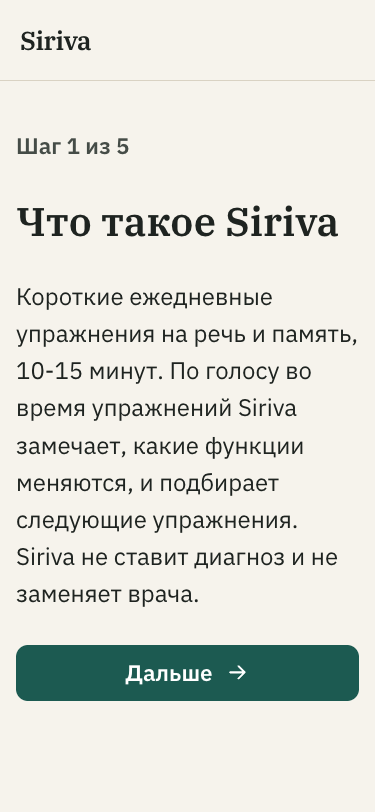 Siriva
Шаг 1 из 5
Что такое Siriva
Короткие ежедневные
упражнения на речь и память,
10-15 минут. По голосу во
время упражнений Siriva
замечает, какие функции
меняются, и подбирает
следующие упражнения.
Siriva не ставит диагноз и не
заменяет врача.
Дальше →